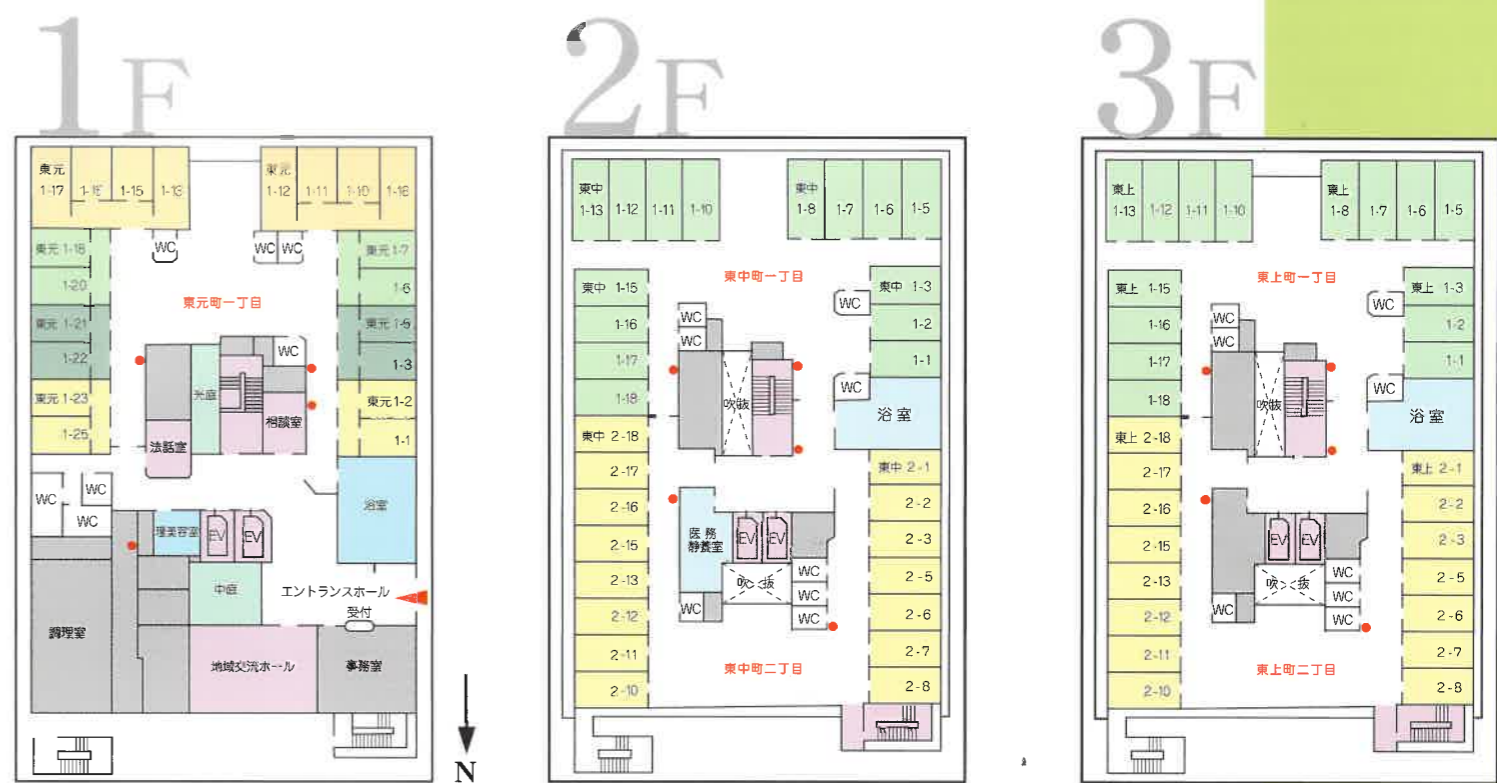 1F
東元
1-17
1-15
1-13
東元
1-12
1-11
1-10
WC
WC
WC
東元 1-18
1-20
東元 1-21
1-22
東元 1-23
1-25
東元町一丁目
東元 1-7
1-6
東元 1-5
1-3
東元 1-2
1-1
WC
光庭
相談室
法話室
WC
WC
WC
浴室
理美容室
EV
EV
中庭
エントランスホール
受付
調理室
地域交流ホール
事務室
N
2F
東中
1-13
1-12
1-11
1-10
東中
1-8
1-7
1-6
1-5
東中町一丁目
東中 1-15
1-16
1-17
1-18
東中 1-3
1-2
1-1
WC
WC
WC
WC
吹抜
浴室
東中 2-18
2-17
2-16
2-15
2-13
2-12
2-11
2-10
東中 2-1
2-2
2-3
2-5
2-6
2-7
2-8
医務
静養室
EV
EV
吹抜
WC
WC
WC
WC
東中町二丁目
3F
東上
1-13
1-12
1-11
1-10
東上
1-8
1-7
1-6
1-5
東上町一丁目
東上 1-15
1-16
1-17
1-18
東上 1-3
1-2
1-1
WC
WC
WC
WC
吹抜
浴室
東上 2-18
2-17
2-16
2-15
2-13
2-12
2-11
2-10
東上 2-1
2-2
2-3
2-5
2-6
2-7
2-8
EV
EV
吹抜
WC
WC
WC
WC
東上町二丁目